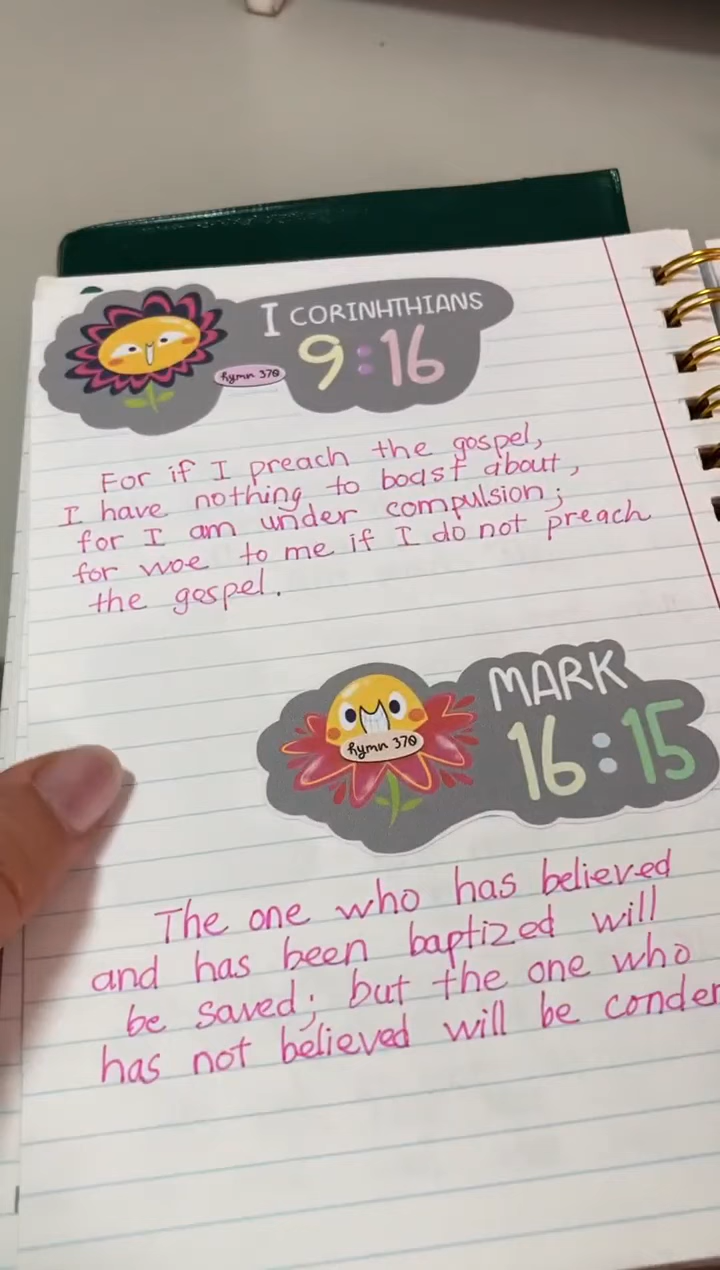 I CORINHTHIANS
9:16
hymn 370
For if I preach the gospel,
I have nothing to boast about,
for I am under compulsion;
for woe to me if I do not preach
the gospel.
MARK
16:15
hymn 370
The one who has believed
and has been baptized will
be saved; but the one who
has not believed will be conder